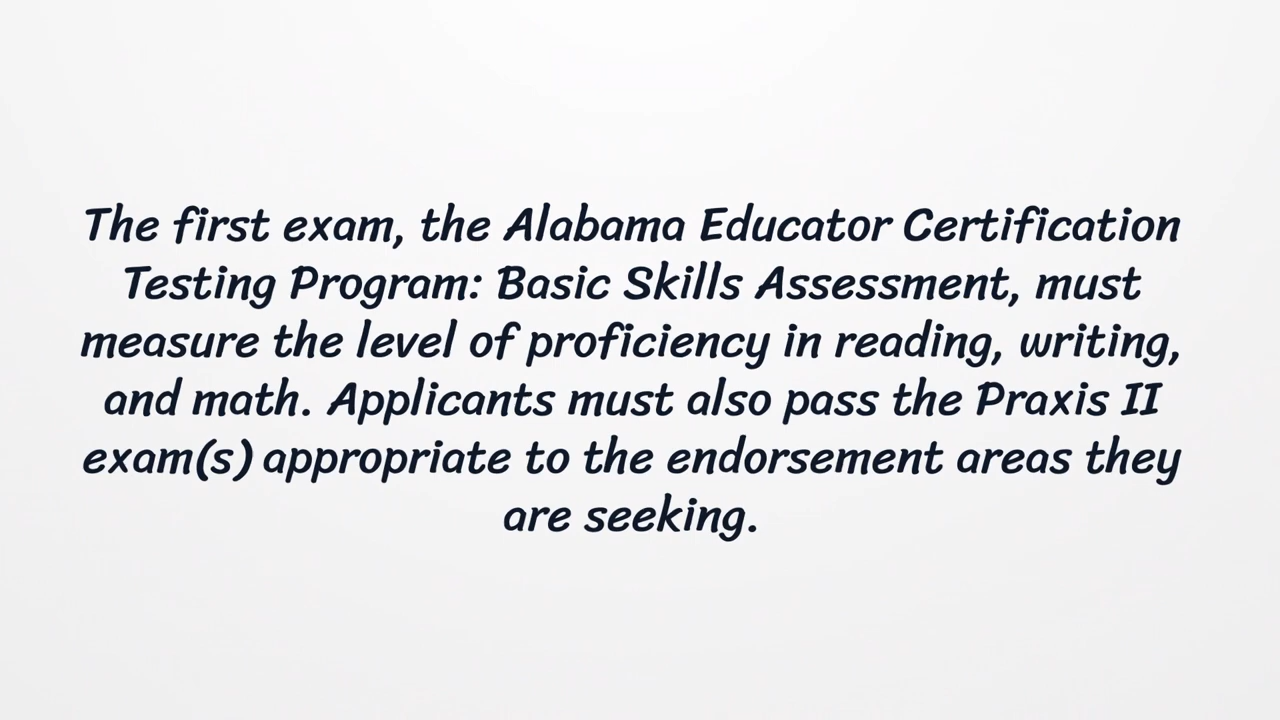 The first exam, the Alabama Educator Certification
Testing Program: Basic Skills Assessment, must
measure the level of proficiency in reading, writing,
and math. Applicants must also pass the Praxis II
exam(s) appropriate to the endorsement areas they
are seeking.